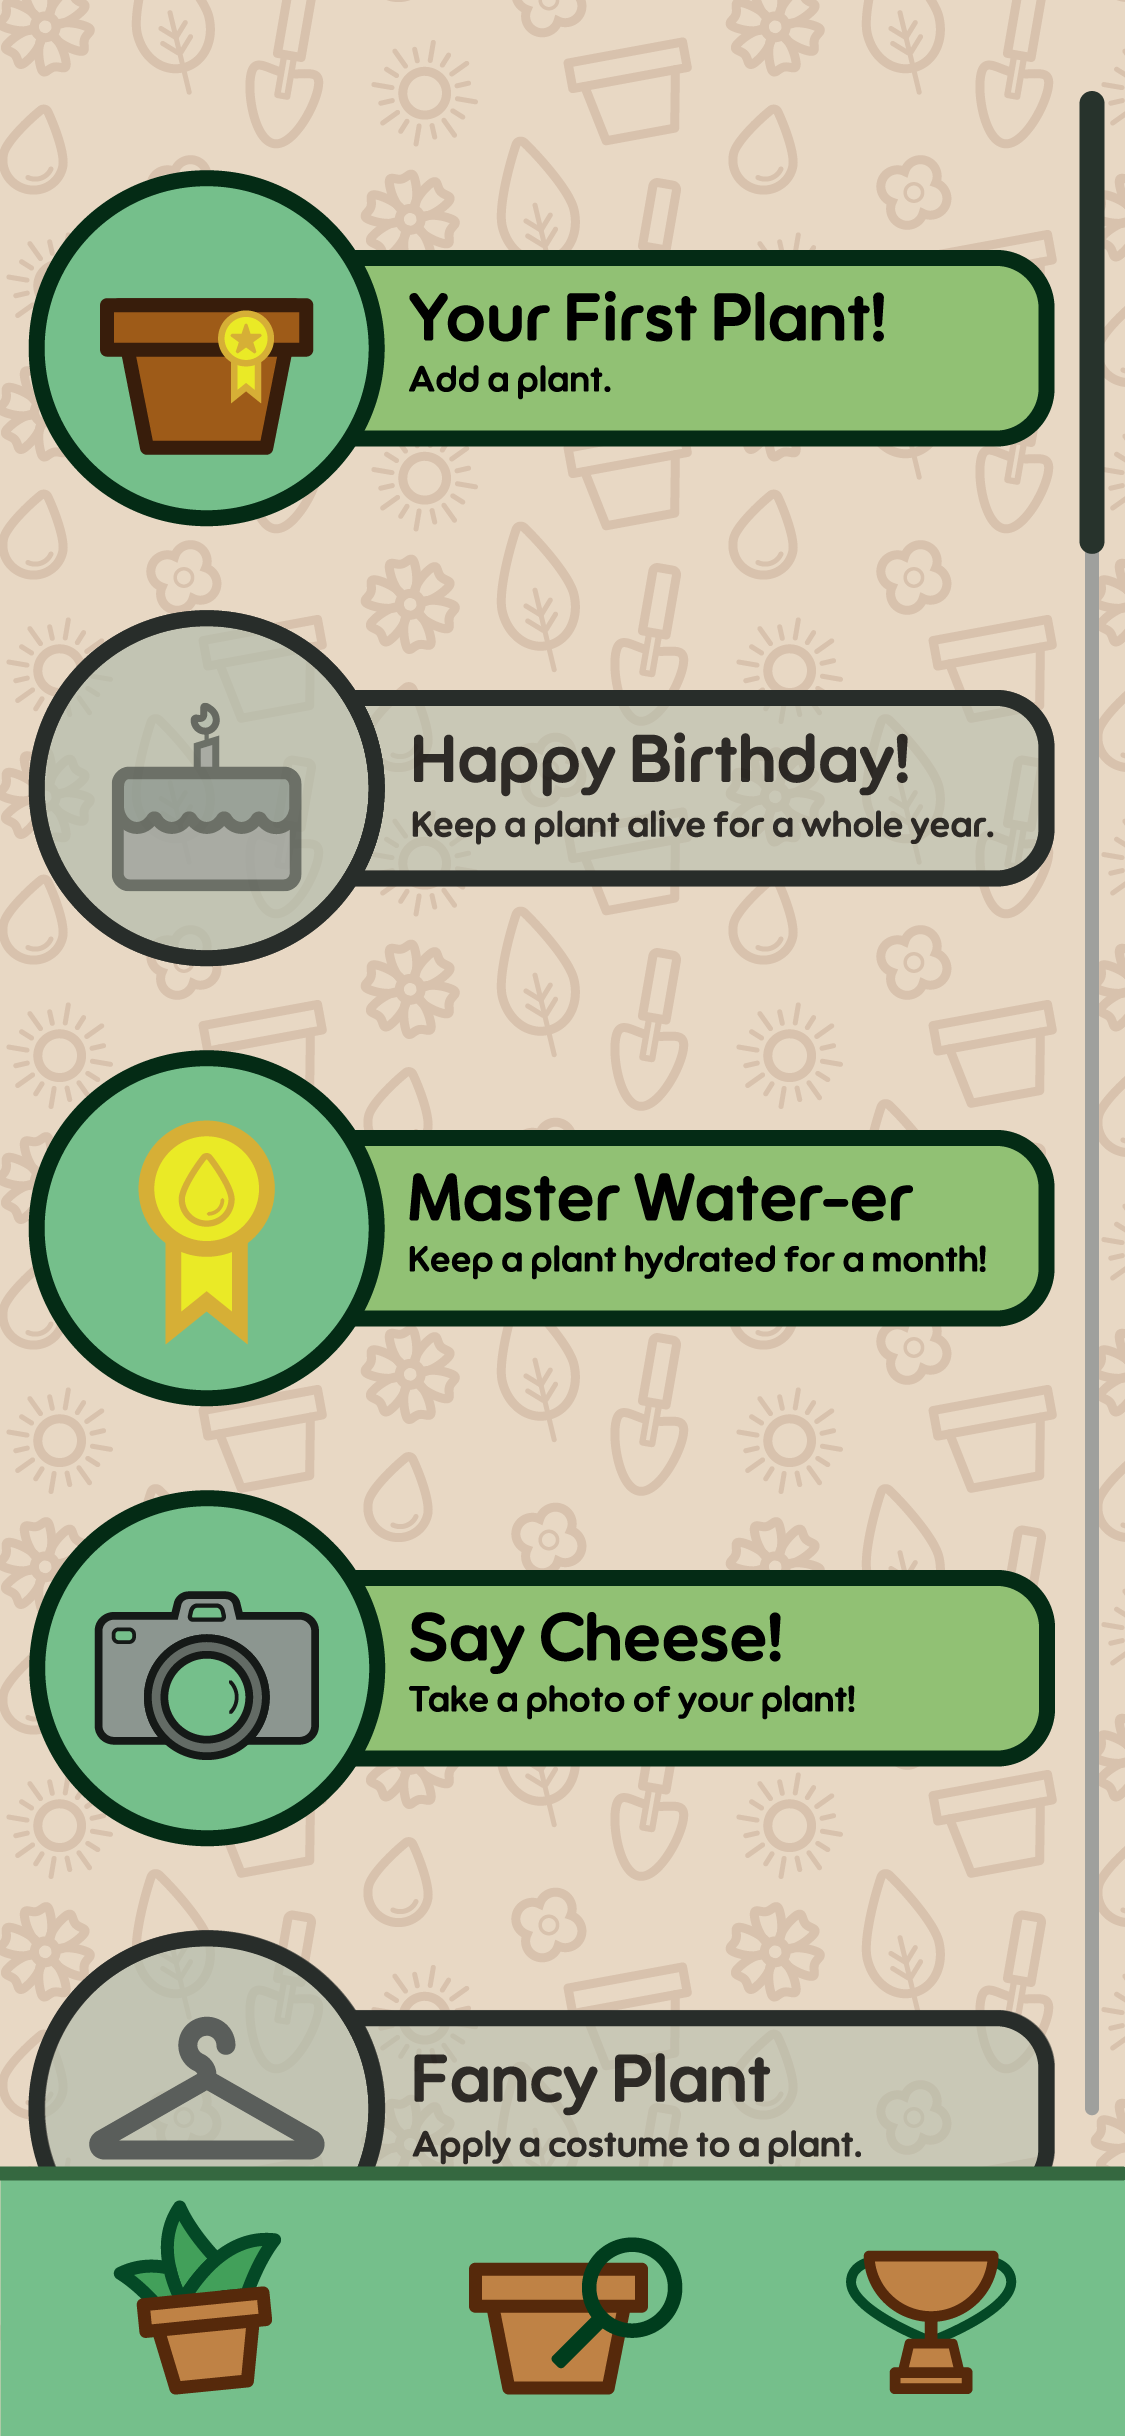 Your First Plant!
Add a plant.
Happy Birthday!
Keep a plant alive for a whole year.
Master Water-er
Keep a plant hydrated for a month!
Say Cheese!
Take a photo of your plant!
Fancy Plant
Apply a costume to a plant.